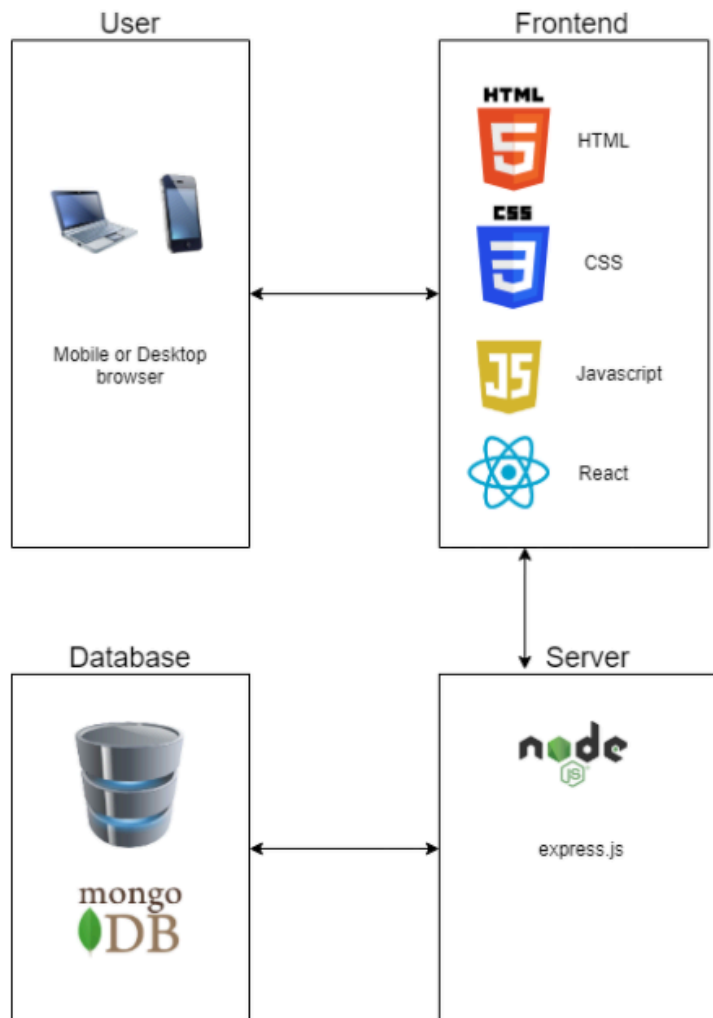 User
Frontend
HTML
HTML
CSS
CSS
JS
Javascript
React
Mobile or Desktop
browser
Database
Server
node
JS
express.js
mongo
DB